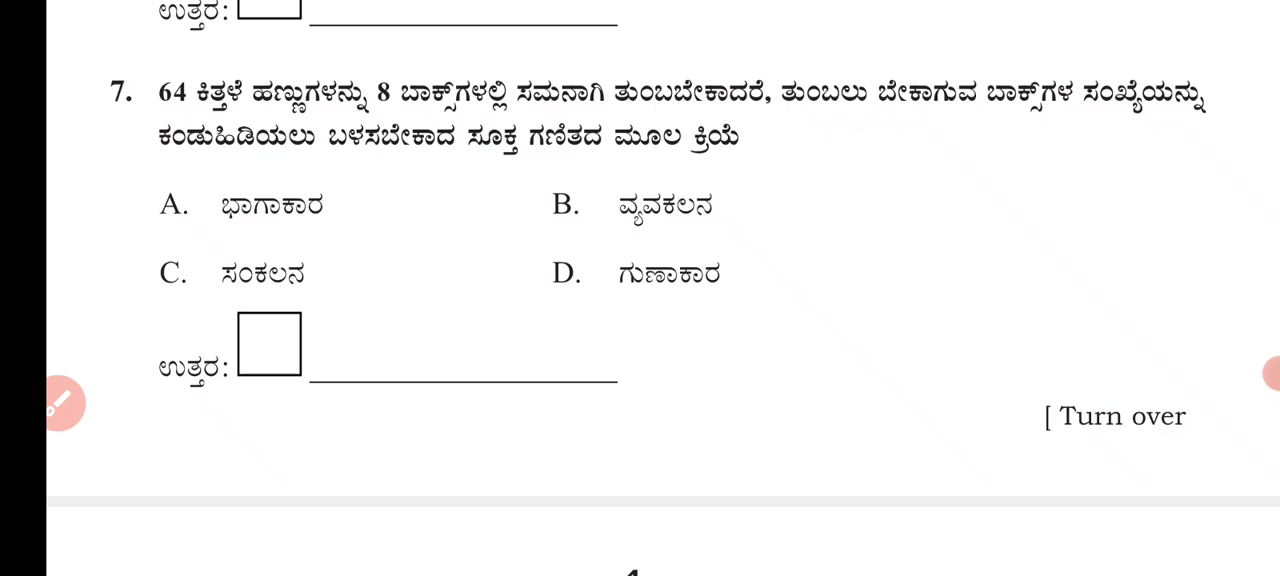 ಉತ್ತರ:
7. 64 ಕಿತ್ತಳೆ ಹಣ್ಣುಗಳನ್ನು 8 ಬಾಕ್ಸ್‌ಗಳಲ್ಲಿ ಸಮನಾಗಿ ತುಂಬಬೇಕಾದರೆ, ತುಂಬಲು ಬೇಕಾಗುವ ಬಾಕ್ಸ್‌ಗಳ ಸಂಖ್ಯೆಯನ್ನು
ಕಂಡುಹಿಡಿಯಲು ಬಳಸಬೇಕಾದ ಸೂಕ್ತ ಗಣಿತದ ಮೂಲ ಕ್ರಿಯೆ
A. ಭಾಗಾಕಾರ B. ವ್ಯವಕಲನ
C. ಸಂಕಲನ D. ಗುಣಾಕಾರ
ಉತ್ತರ:
[ Turn over